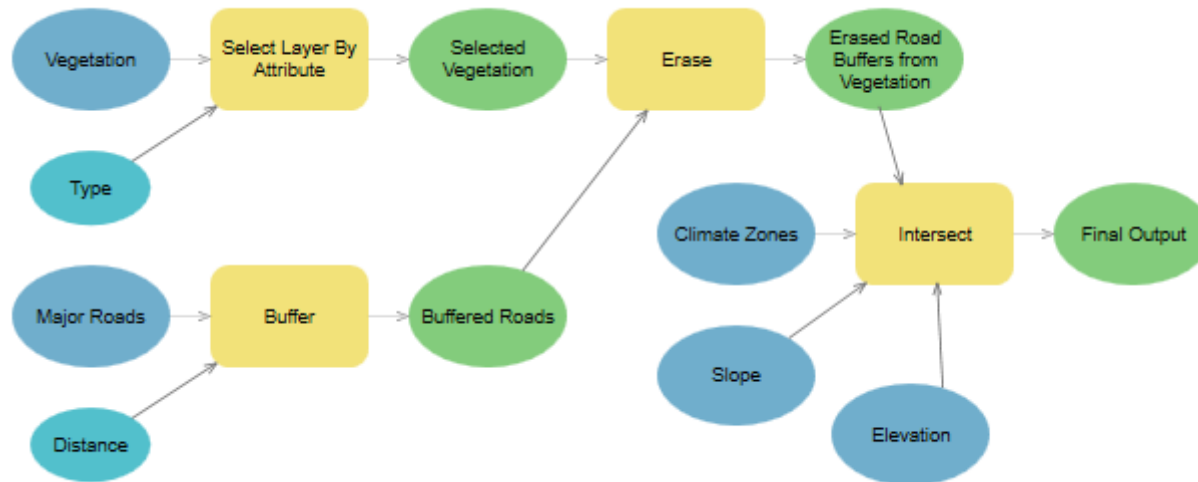 Vegetation
Select Layer By
Attribute
Selected
Vegetation
Erase
Erased Road
Buffers from
Vegetation
Type
Climate Zones
Intersect
Final Output
Major Roads
Buffer
Buffered Roads
Slope
Distance
Elevation